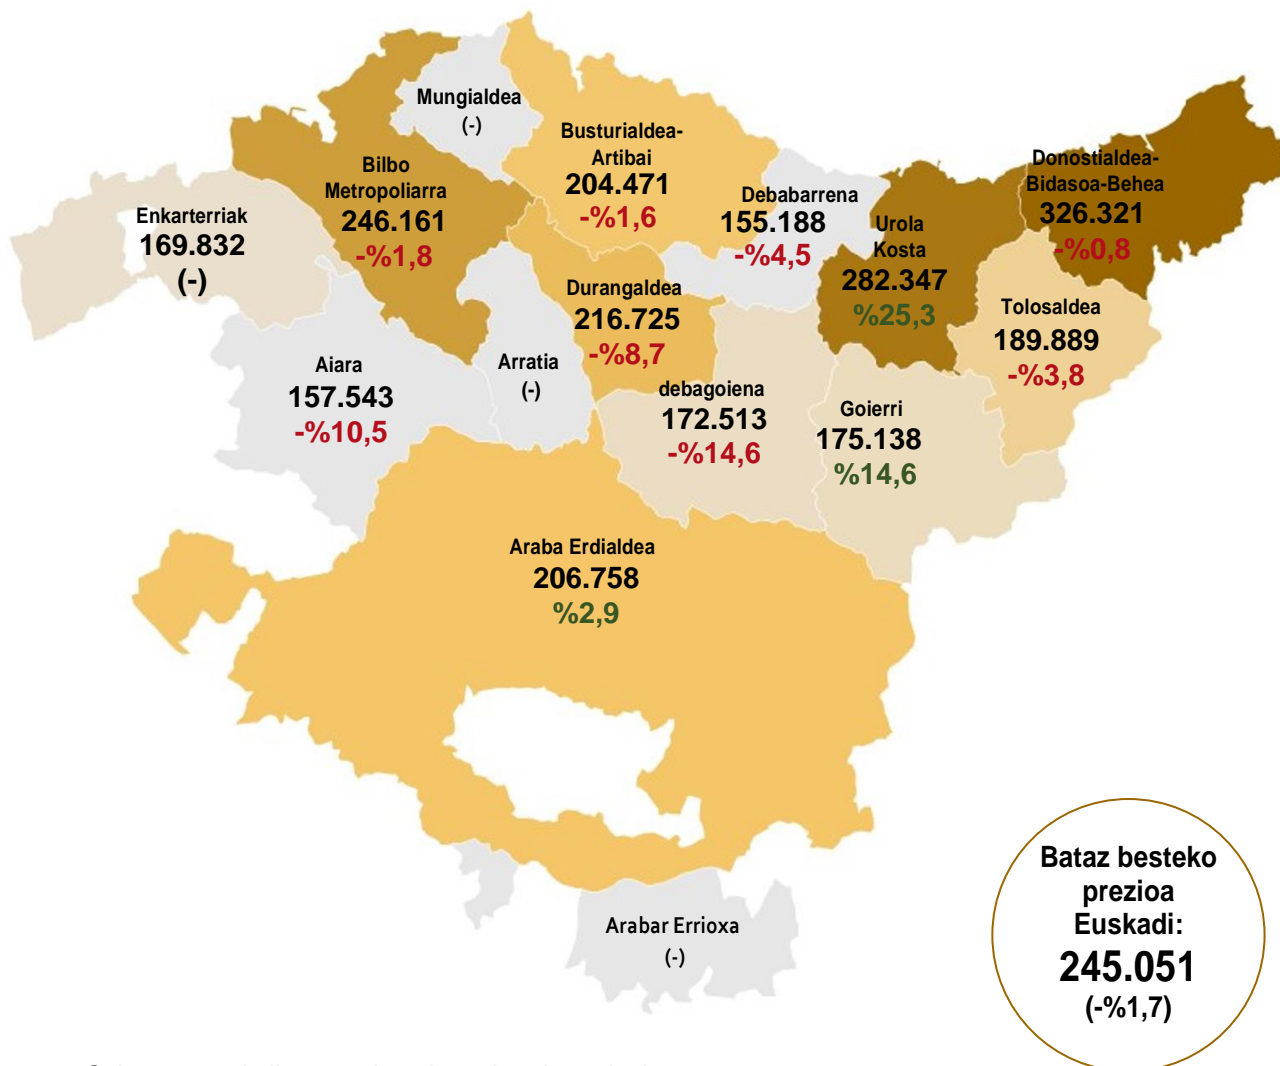 Mungialdea
(-)
Busturialdea-
Artibai
204.471
-%1,6
Bilbo
Metropoliarra
246.161
-%1,8
Enkarterriak
169.832
(-)
Debabarrena
155.188
-%4,5
Urola
Kosta
282.347
%25,3
Donostialdea-
Bidasoa-Behea
326.321
-%0,8
Durangaldea
216.725
-%8,7
Tolosaldea
189.889
-%3,8
Aiara
157.543
-%10,5
Arratia
(-)
debagoiena
172.513
-%14,6
Goierri
175.138
%14,6
Araba Erdialdea
206.758
%2,9
Arabar Errioxa
(-)
Bataz besteko
prezioa
Euskadi:
245.051
(-%1,7)